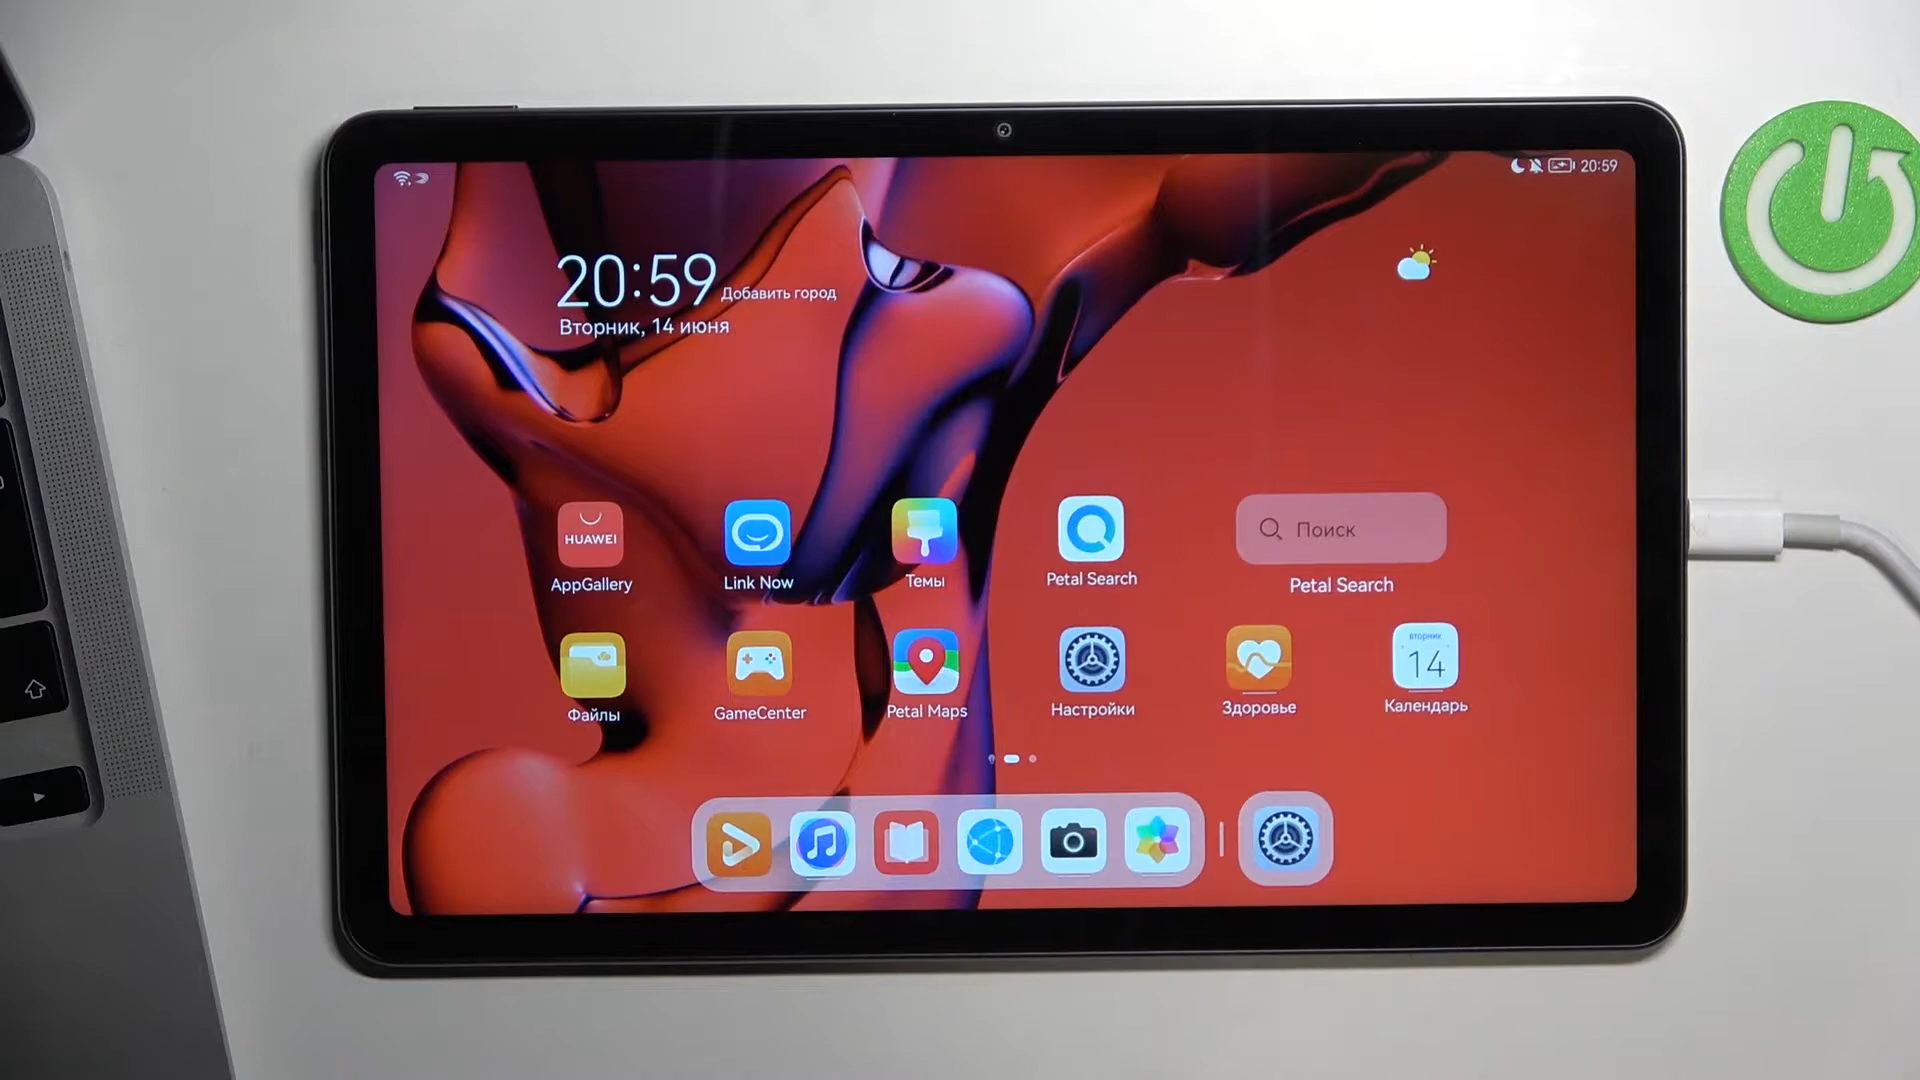 20:59
20:59
Добавить город
Вторник, 14 июня
HUAWEI
AppGallery
Link Now
Темы
Petal Search
Поиск
Petal Search
Файлы
GameCenter
Petal Maps
Настройки
Здоровье
вторник
14
Календарь